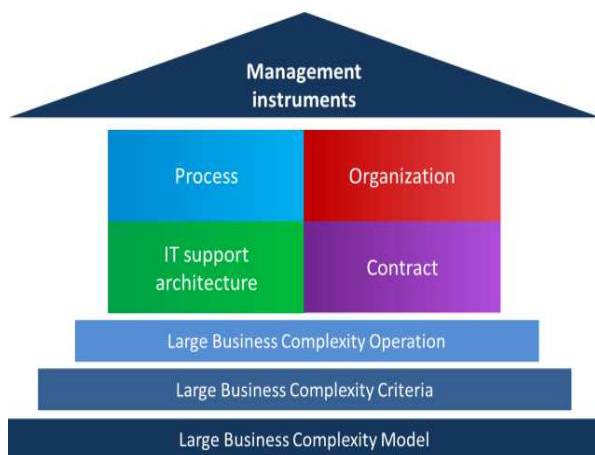 Management
instruments
Process
Organization
IT support
architecture
Contract
Large Business Complexity Operation
Large Business Complexity Criteria
Large Business Complexity Model